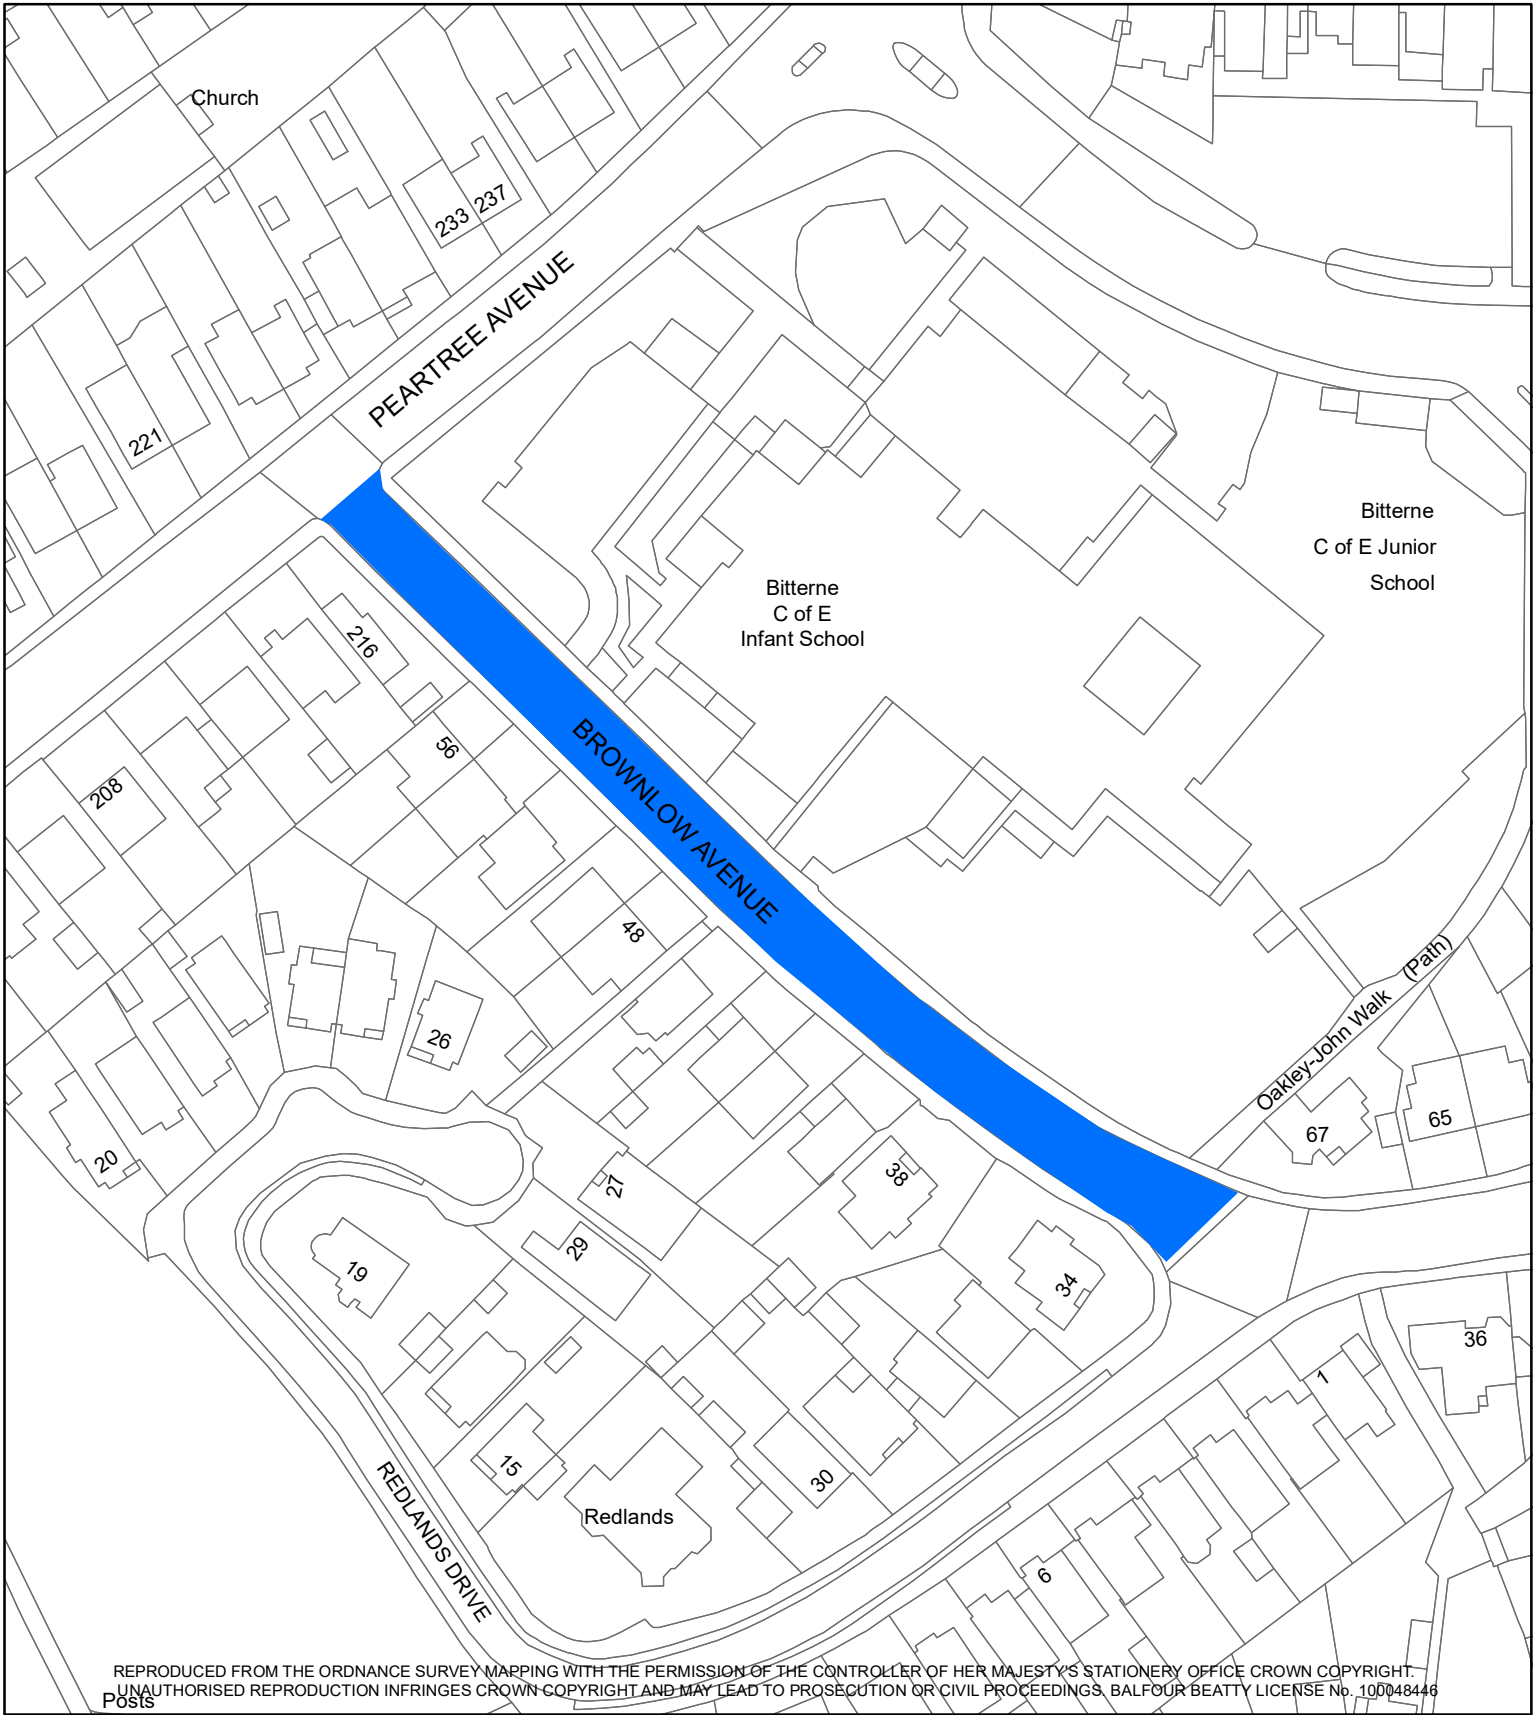 Church
233
237
PEARTREE AVENUE
221
Bitterne
C of E Junior
School
Bitterne
C of E
Infant School
216
56
208
BROWNLOW AVENUE
48
26
Oakley-John Walk (Path)
67
65
20
38
27
29
19
34
36
1
15
30
Redlands
REDLANDS DRIVE
6
REPRODUCED FROM THE ORDNANCE SURVEY MAPPING WITH THE PERMISSION OF THE CONTROLLER OF HER MAJESTY'S STATIONERY OFFICE CROWN COPYRIGHT.
UNAUTHORISED REPRODUCTION INFRINGES CROWN COPYRIGHT AND MAY LEAD TO PROSECUTION OR CIVIL PROCEEDINGS. BALFOUR BEATTY LICENSE No. 100048446
Posts